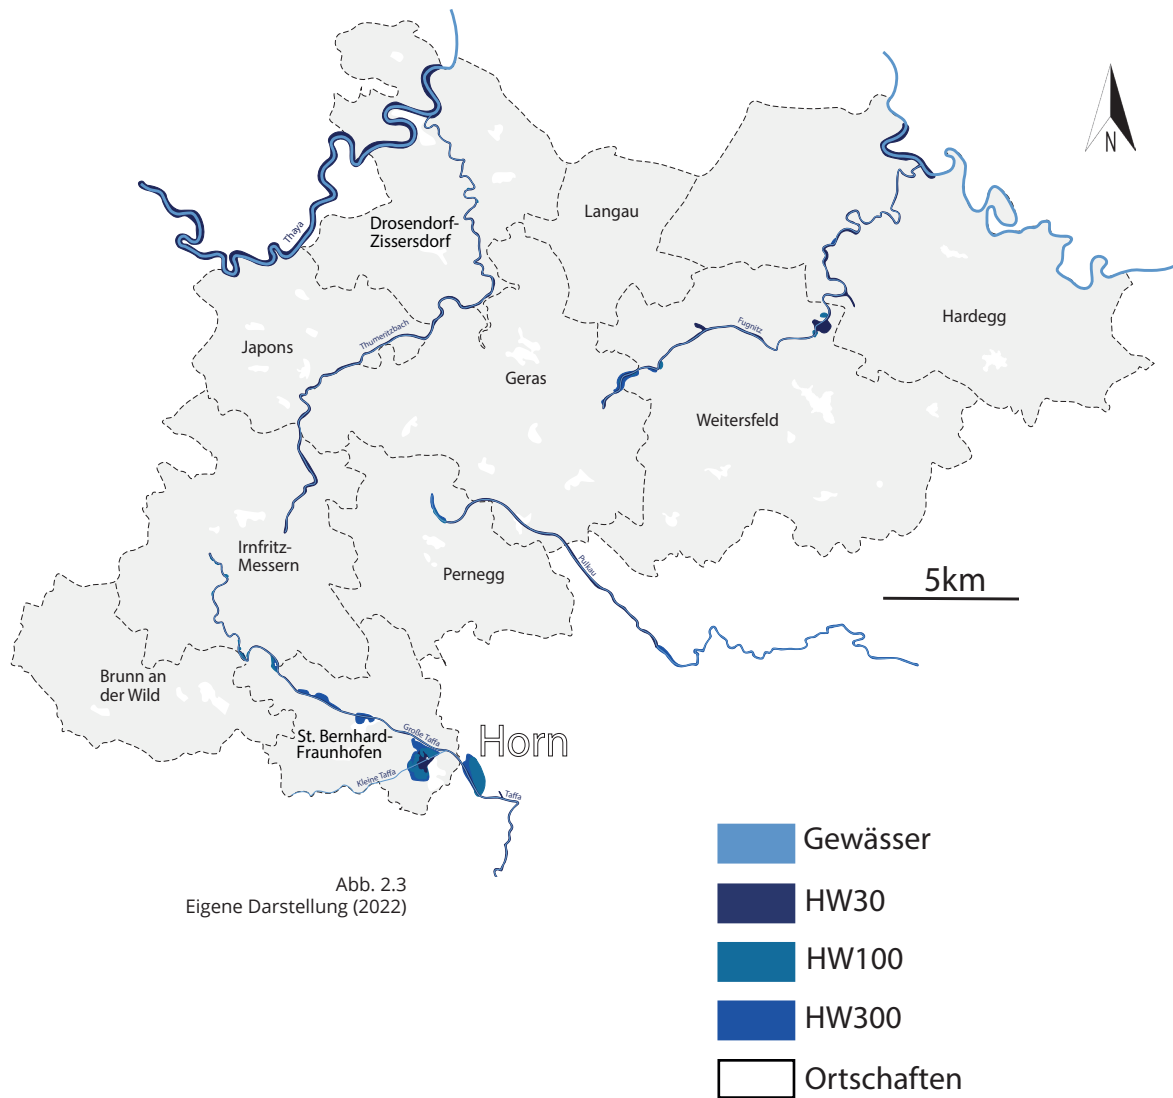 N
Thaya
Drosendorf-
Zissersdorf
Langau
Hardegg
Thumeritzbach
Fugnitz
Japons
Geras
Weitersfeld
Irnfritz-
Messern
Pernegg
Pulkau
5km
Brunn an
der Wild
St. Bernhard-
Fraunhofen
Große Taffa
Horn
Kleine Taffa
Taffa
Abb. 2.3
Eigene Darstellung (2022)
Gewässer
HW30
HW100
HW300
Ortschaften